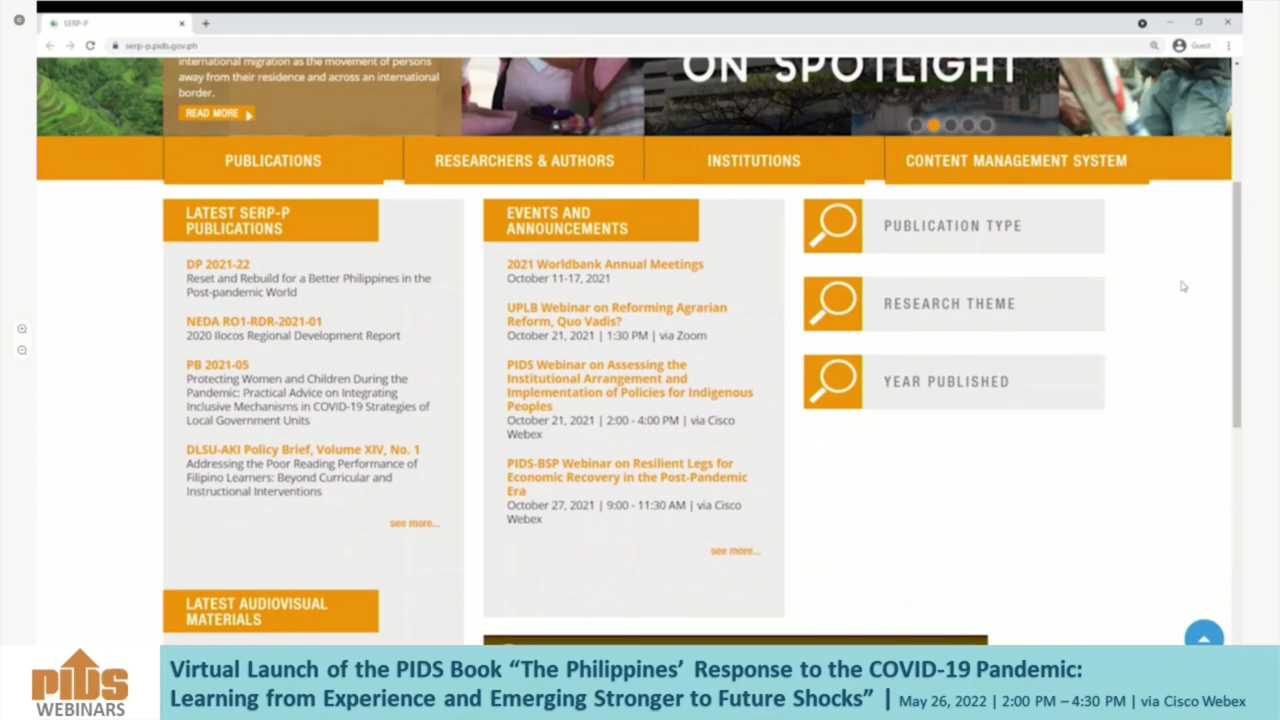 SERP-P
serp-p.pids.gov.ph
Guest
international migration as the movement of persons
away from their residence and across an international
border.
READ MORE
ON SPOTLIGHT
PUBLICATIONS
RESEARCHERS & AUTHORS
INSTITUTIONS
CONTENT MANAGEMENT SYSTEM
LATEST SERP-P
PUBLICATIONS
DP 2021-22
Reset and Rebuild for a Better Philippines in the
Post-pandemic World
NEDA RO1-RDR-2021-01
2020 Ilocos Regional Development Report
PB 2021-05
Protecting Women and Children During the
Pandemic: Practical Advice on Integrating
Inclusive Mechanisms in COVID-19 Strategies of
Local Government Units
DLSU-AKI Policy Brief, Volume XIV, No. 1
Addressing the Poor Reading Performance of
Filipino Learners: Beyond Curricular and
Instructional Interventions
see more...
LATEST AUDIOVISUAL
MATERIALS
EVENTS AND
ANNOUNCEMENTS
2021 Worldbank Annual Meetings
October 11-17, 2021
UPLB Webinar on Reforming Agrarian
Reform, Quo Vadis?
October 21, 2021 | 1:30 PM | via Zoom
PIDS Webinar on Assessing the
Institutional Arrangement and
Implementation of Policies for Indigenous
Peoples
October 21, 2021 | 2:00 - 4:00 PM | via Cisco
Webex
PIDS-BSP Webinar on Resilient Legs for
Economic Recovery in the Post-Pandemic
Era
October 27, 2021 | 9:00 - 11:30 AM | via Cisco
Webex
see more...
PUBLICATION TYPE
RESEARCH THEME
YEAR PUBLISHED
PIDS
WEBINARS
Virtual Launch of the PIDS Book “The Philippines’ Response to the COVID-19 Pandemic:
Learning from Experience and Emerging Stronger to Future Shocks” | May 26, 2022 | 2:00 PM – 4:30 PM | via Cisco Webex